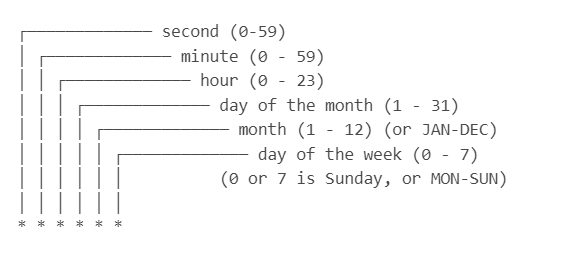 second (0-59)
minute (0 - 59)
hour (0 - 23)
day of the month (1 - 31)
month (1 - 12) (or JAN-DEC)
day of the week (0 - 7)
(0 or 7 is Sunday, or MON-SUN)
* * * * * *